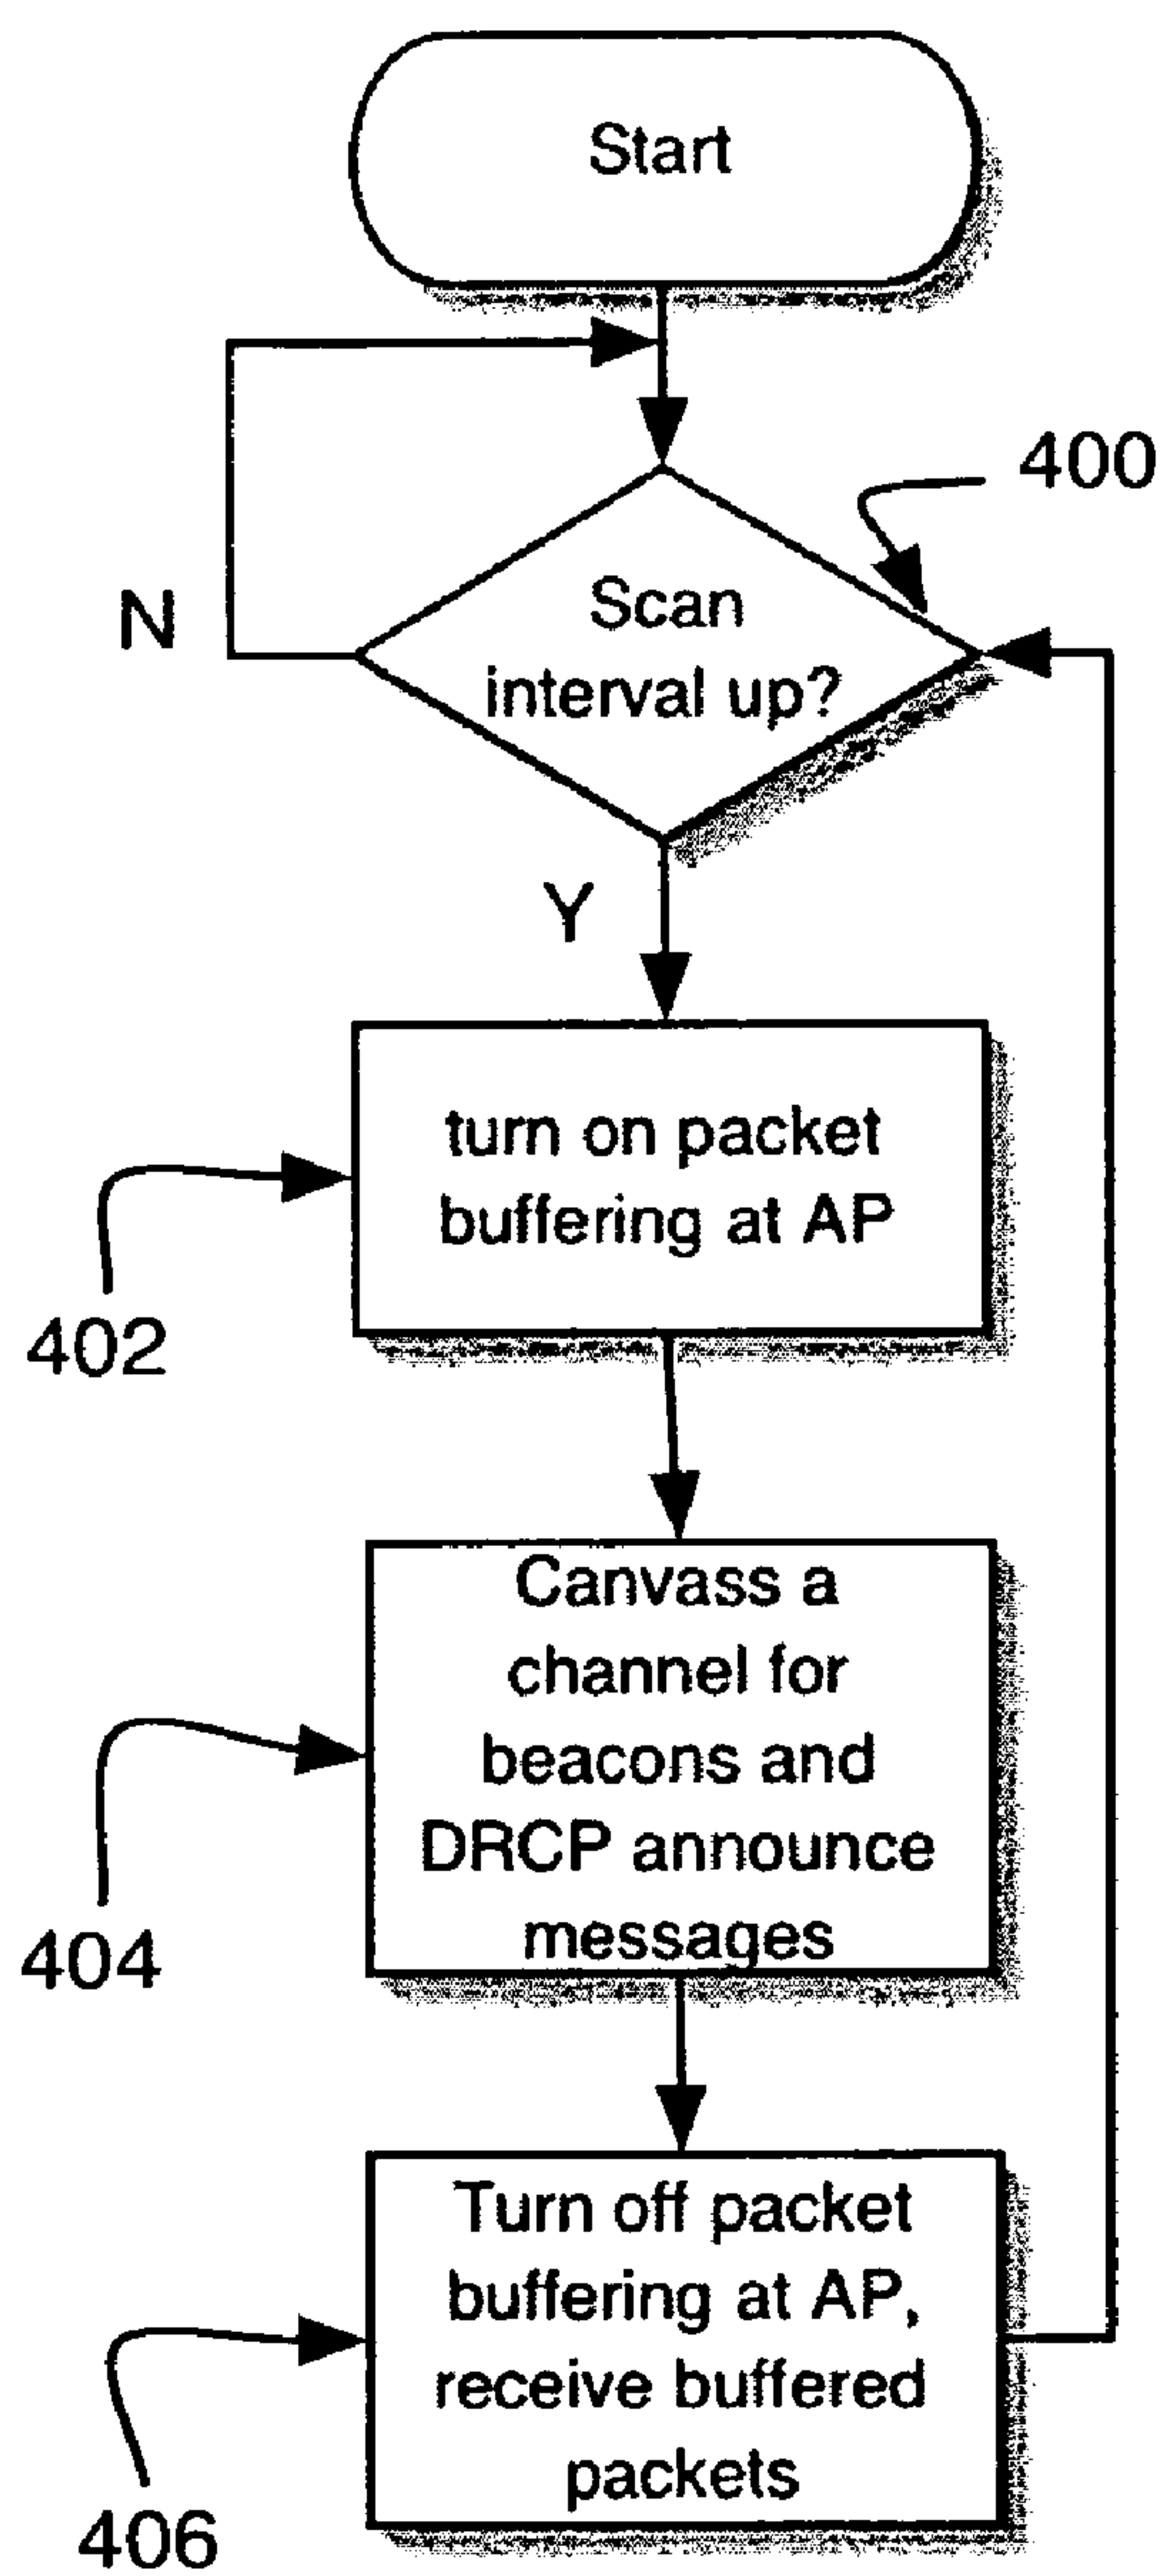 Start
400
Scan
interval up?
N
Y
turn on packet
buffering at AP
402
Canvass a
channel for
beacons and
DRCP announce
messages
404
Turn off packet
buffering at AP,
receive buffered
packets
406